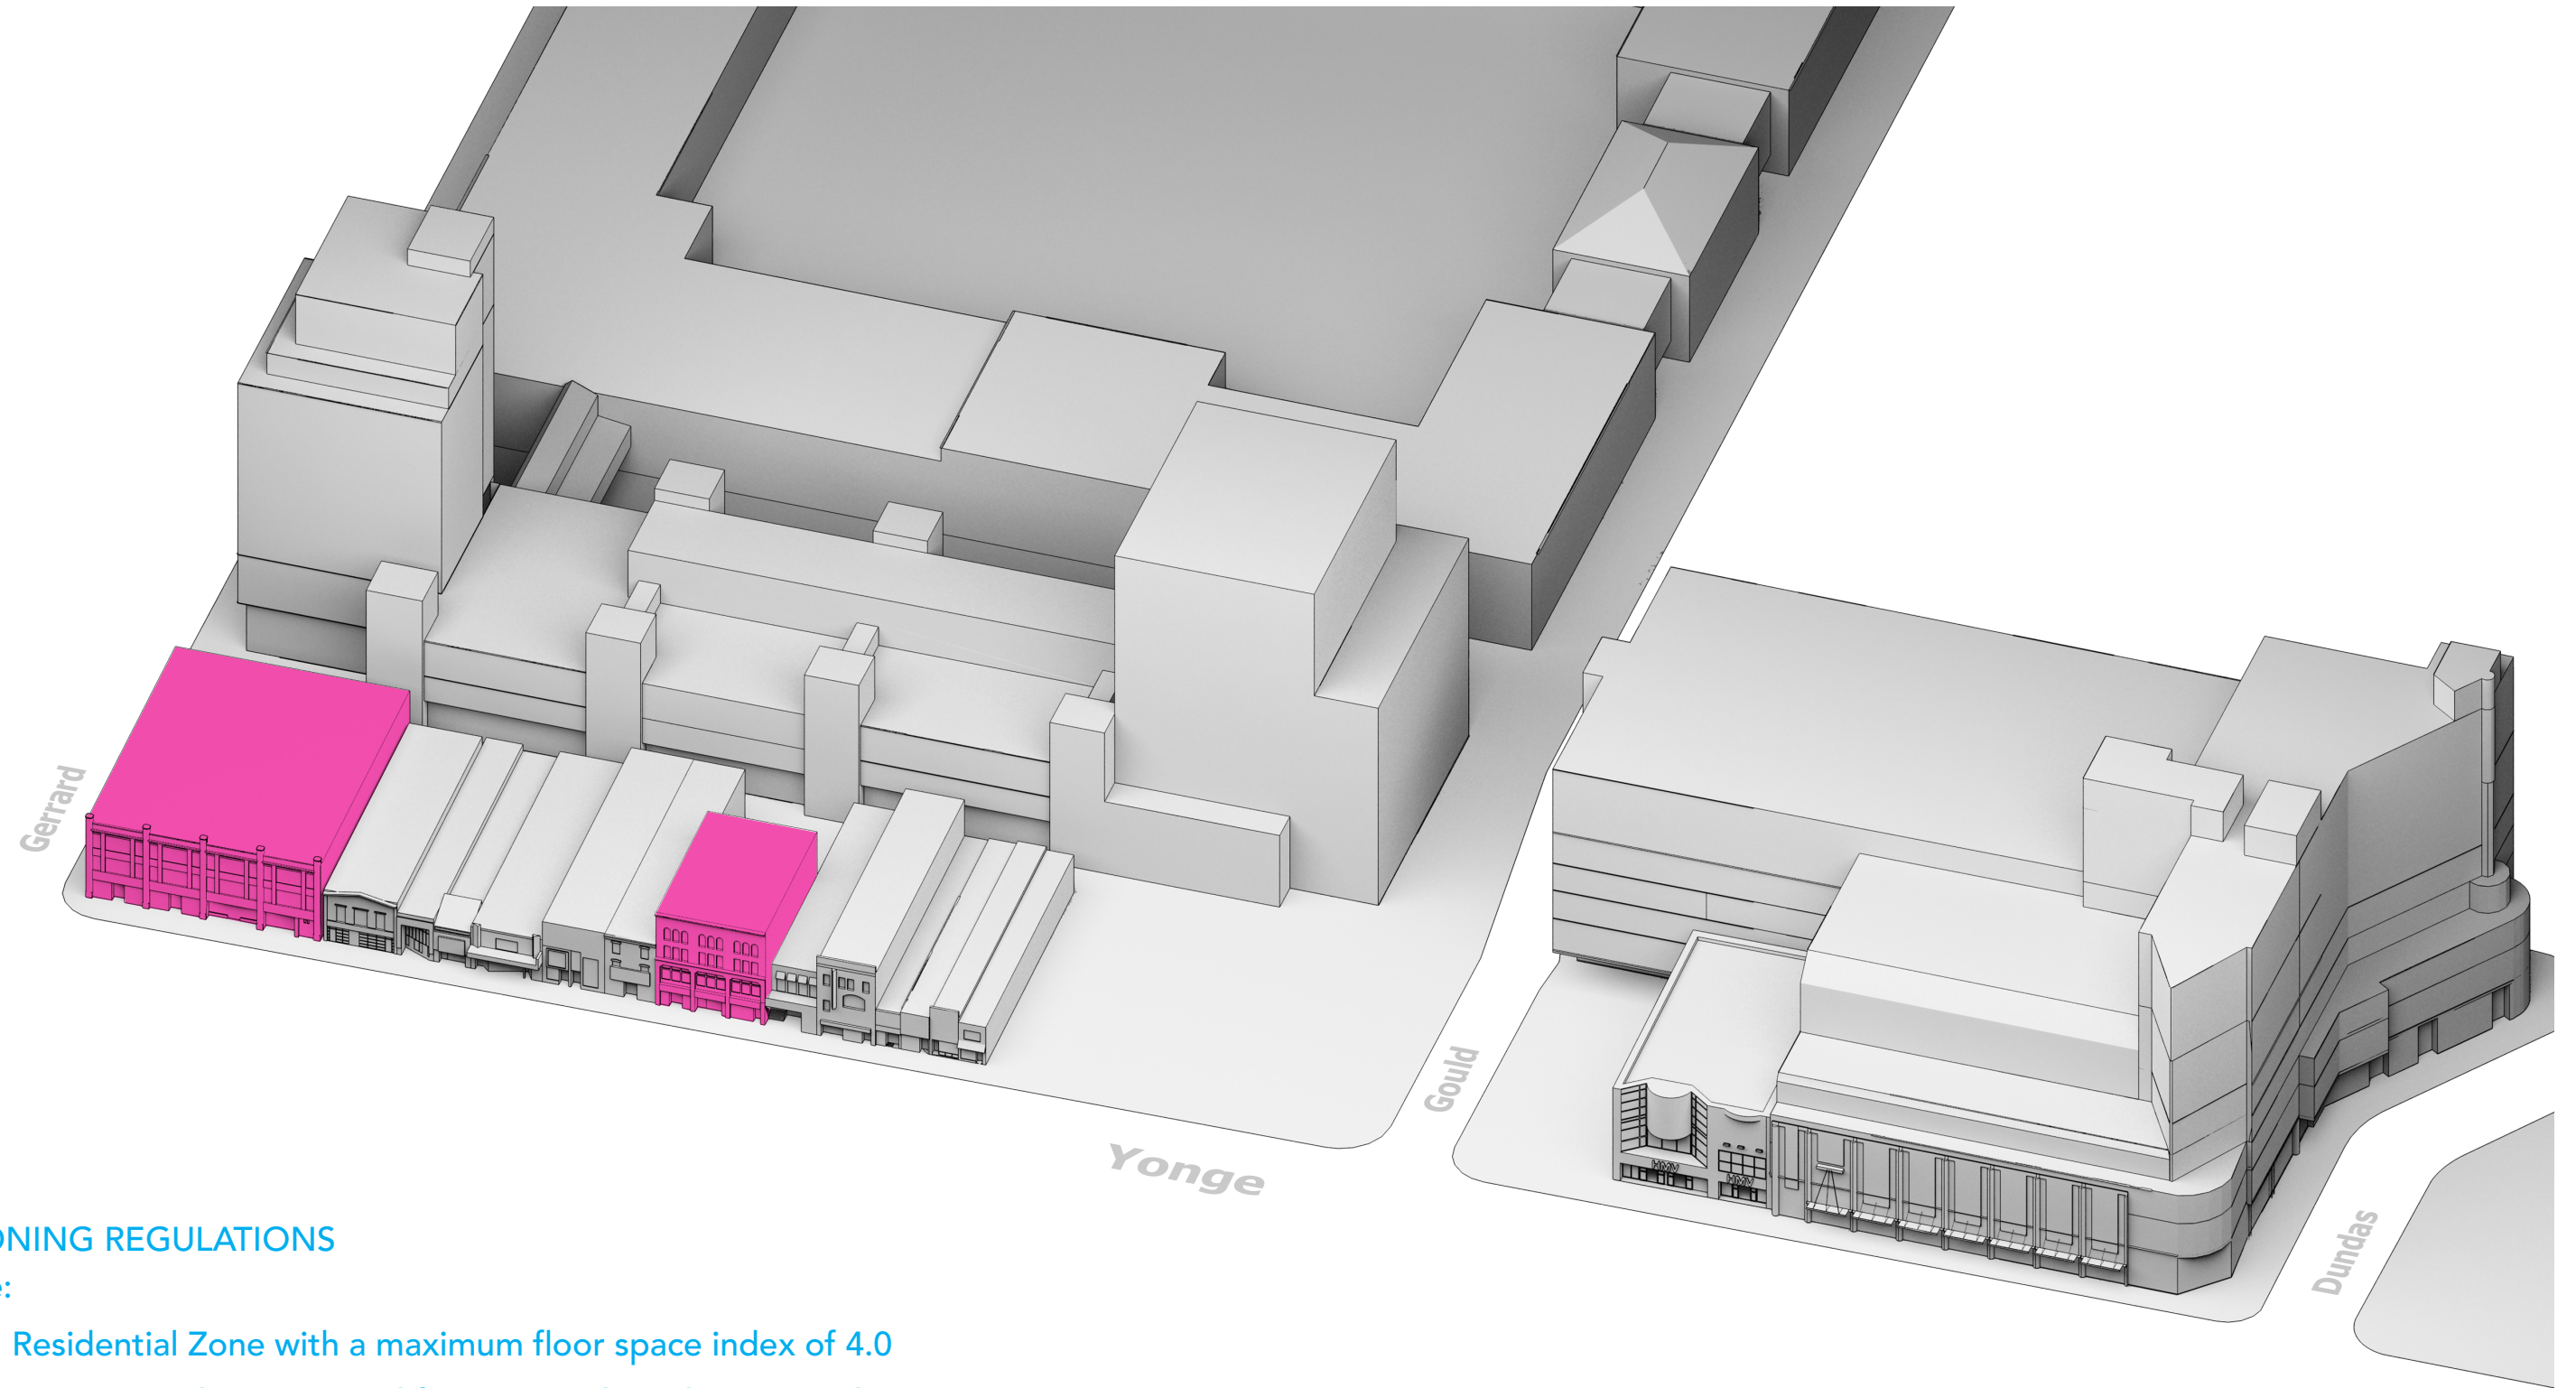 Gerrard
Gould
Yonge
HMV
HMV
Dundas
ONING REGULATIONS
e:
Residential Zone with a maximum floor space index of 4.0